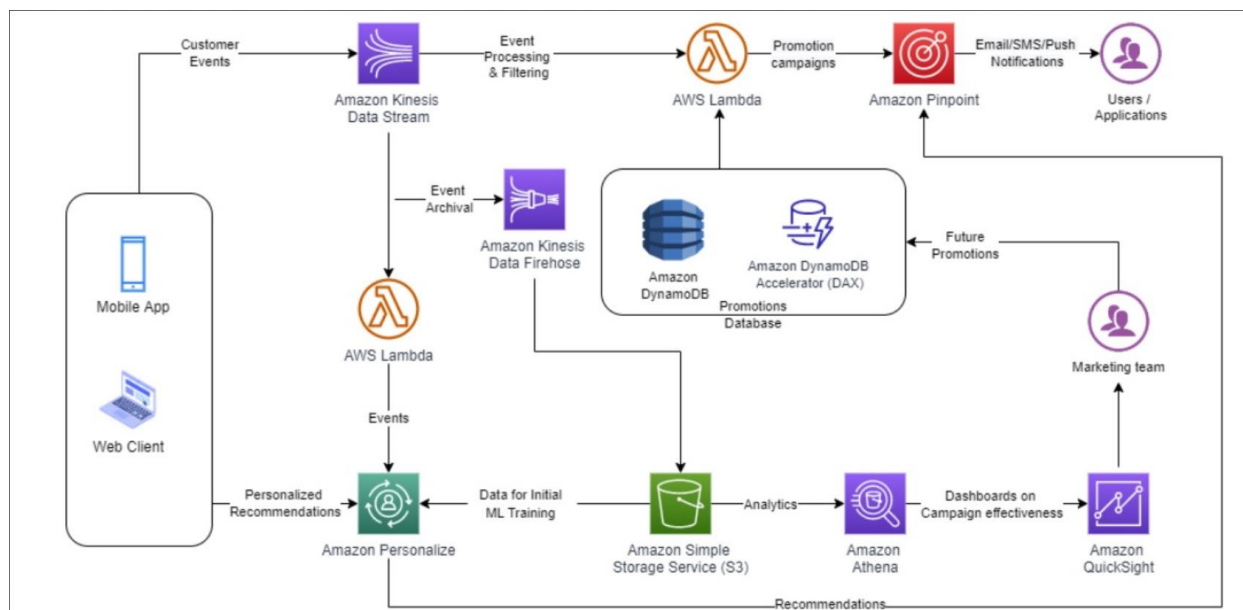 Customer
Events
Event
Processing
& Filtering
Promotion
campaigns
Email/SMS/Push
Notifications
Amazon Kinesis
Data Stream
AWS Lambda
Amazon Pinpoint
Users /
Applications
Event
Archival
Amazon Kinesis
Data Firehose
Amazon
DynamoDB
Amazon DynamoDB
Accelerator (DAX)
Promotions
Database
Future
Promotions
Mobile App
Web Client
AWS Lambda
Marketing team
Events
Personalized
Recommendations
Data for Initial
ML Training
Analytics
Dashboards on
Campaign effectiveness
Amazon Personalize
Amazon Simple
Storage Service (S3)
Amazon
Athena
Amazon
QuickSight
Recommendations